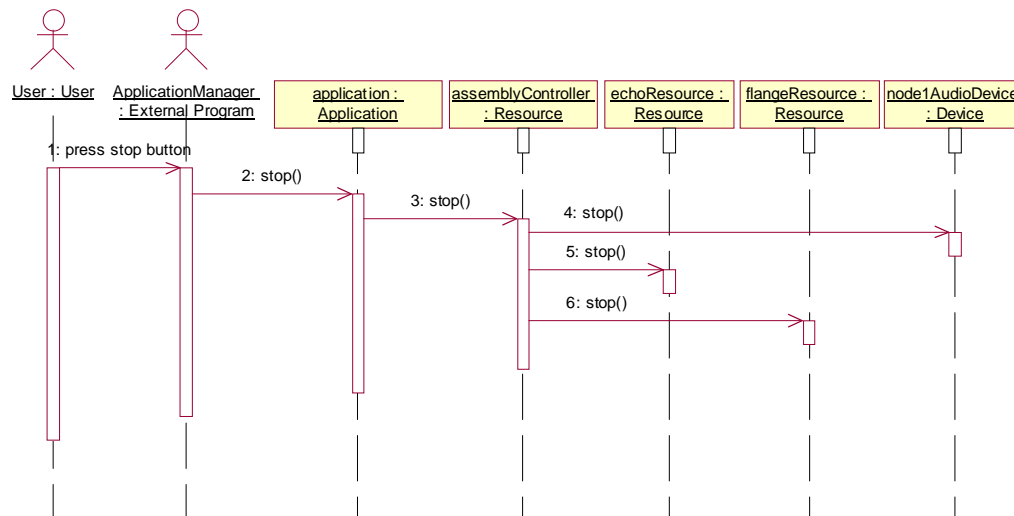 User : User
ApplicationManager
: External Program
application :
Application
assemblyController
: Resource
echoResource :
Resource
flangeResource :
Resource
node1AudioDevice
: Device
1: press stop button
2: stop()
3: stop()
4: stop()
5: stop()
6: stop()